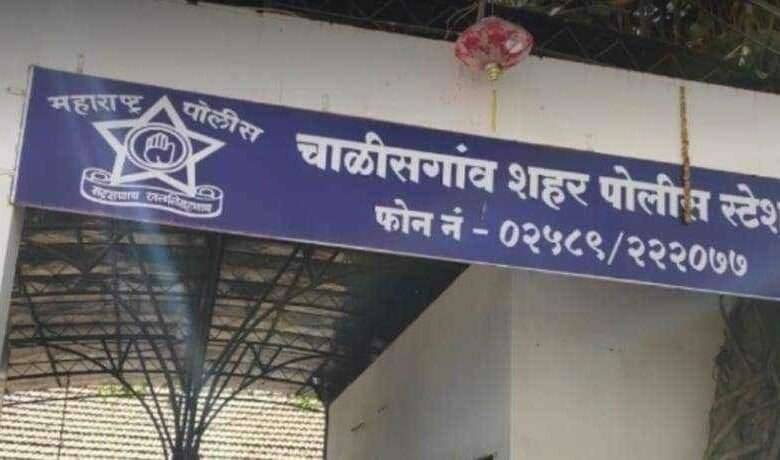 महाराष्ट्र पोलीस
चाळीसगांव शहर पोलीस स्टेश
फोन नं - ०२५८९/२२२०७७